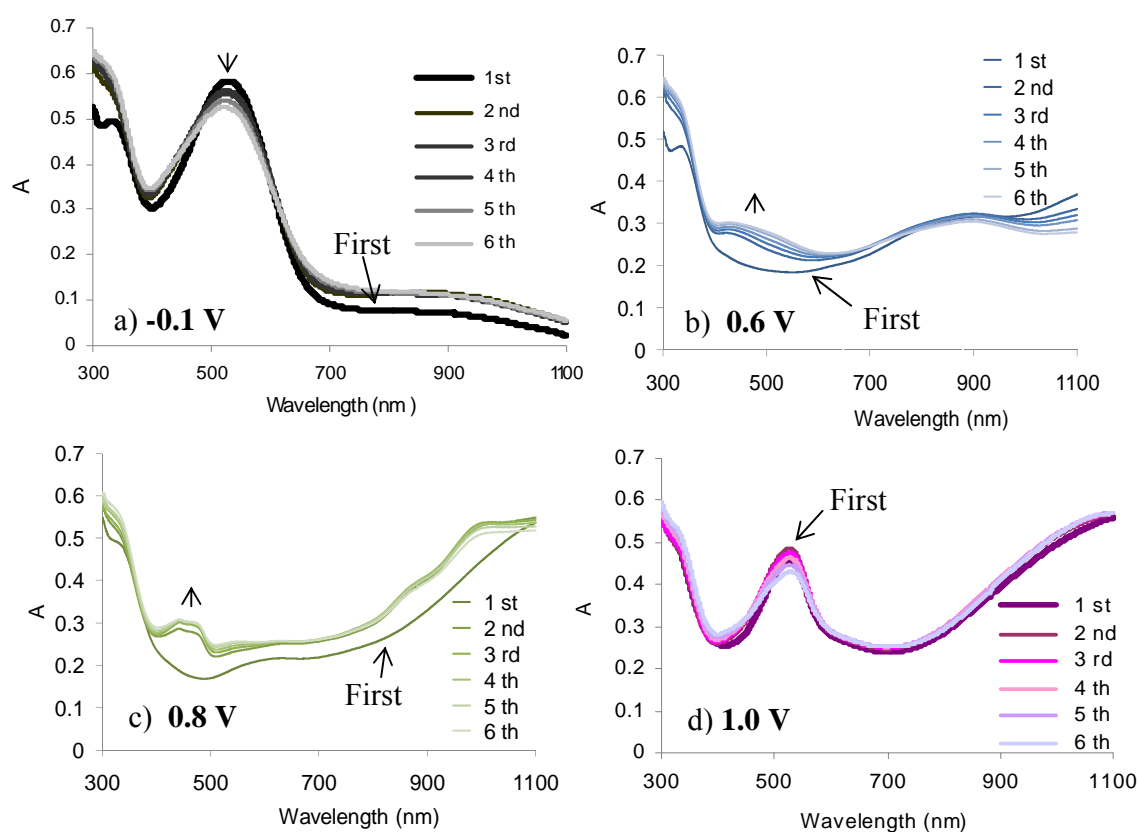 0.7
0.6
0.5
0.4
0.3
0.2
0.1
0
A
300
500
700
900
1100
Wavelength (nm )
1st
2 nd
3 rd
4 th
5 th
6 th
First
a) -0.1 V
0.7
0.6
0.5
0.4
0.3
0.2
0.1
0
A
300
500
700
900
1100
Wavelength (nm)
1 st
2 nd
3 rd
4 th
5 th
6 th
First
b) 0.6 V
0.7
0.6
0.5
0.4
0.3
0.2
0.1
0
A
300
500
700
900
1100
Wavelength (nm)
1 st
2 nd
3 rd
4 th
5 th
6 th
First
c) 0.8 V
0.7
0.6
0.5
0.4
0.3
0.2
0.1
0
A
300
500
700
900
1100
Wavelength (nm)
First
1 st
2 nd
3 rd
4 th
5 th
6 th
d) 1.0 V